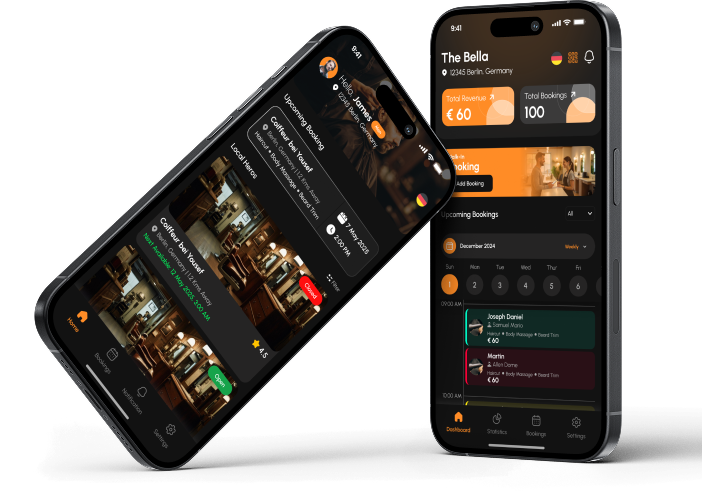 9:41
Hello, James
12345 Berlin, Germany
Upcoming Booking
Coiffeur bei Yousef
Berlin, Germany | 1.2 Kms Away
Haircut • Body Massage • Beard Trim
7 May 2025
2:00 PM
Local Heros
Filter
Closed
4.5
Coiffeur bei Yousef
Berlin, Germany | 1.2 Kms Away
Next Available: 12 May 2025, 3:00 AM
Open
Home
Bookings
Notification
Settings
9:41
The Bella
12345 Berlin, Germany
Total Revenue
€ 60
Total Bookings
100
Add Booking
Upcoming Bookings
All
December 2024
Weekly
Sun Mon Tue Wed Thu Fri
1 2 3 4 5 6
09:00 AM
Joseph Daniel
Samuel Mario
Haircut • Body Massage • Beard Trim
€ 60
Martin
Allen Dome
Haircut • Body Massage • Beard Trim
€ 60
10:00 AM
Dashboard
Statistics
Bookings
Settings